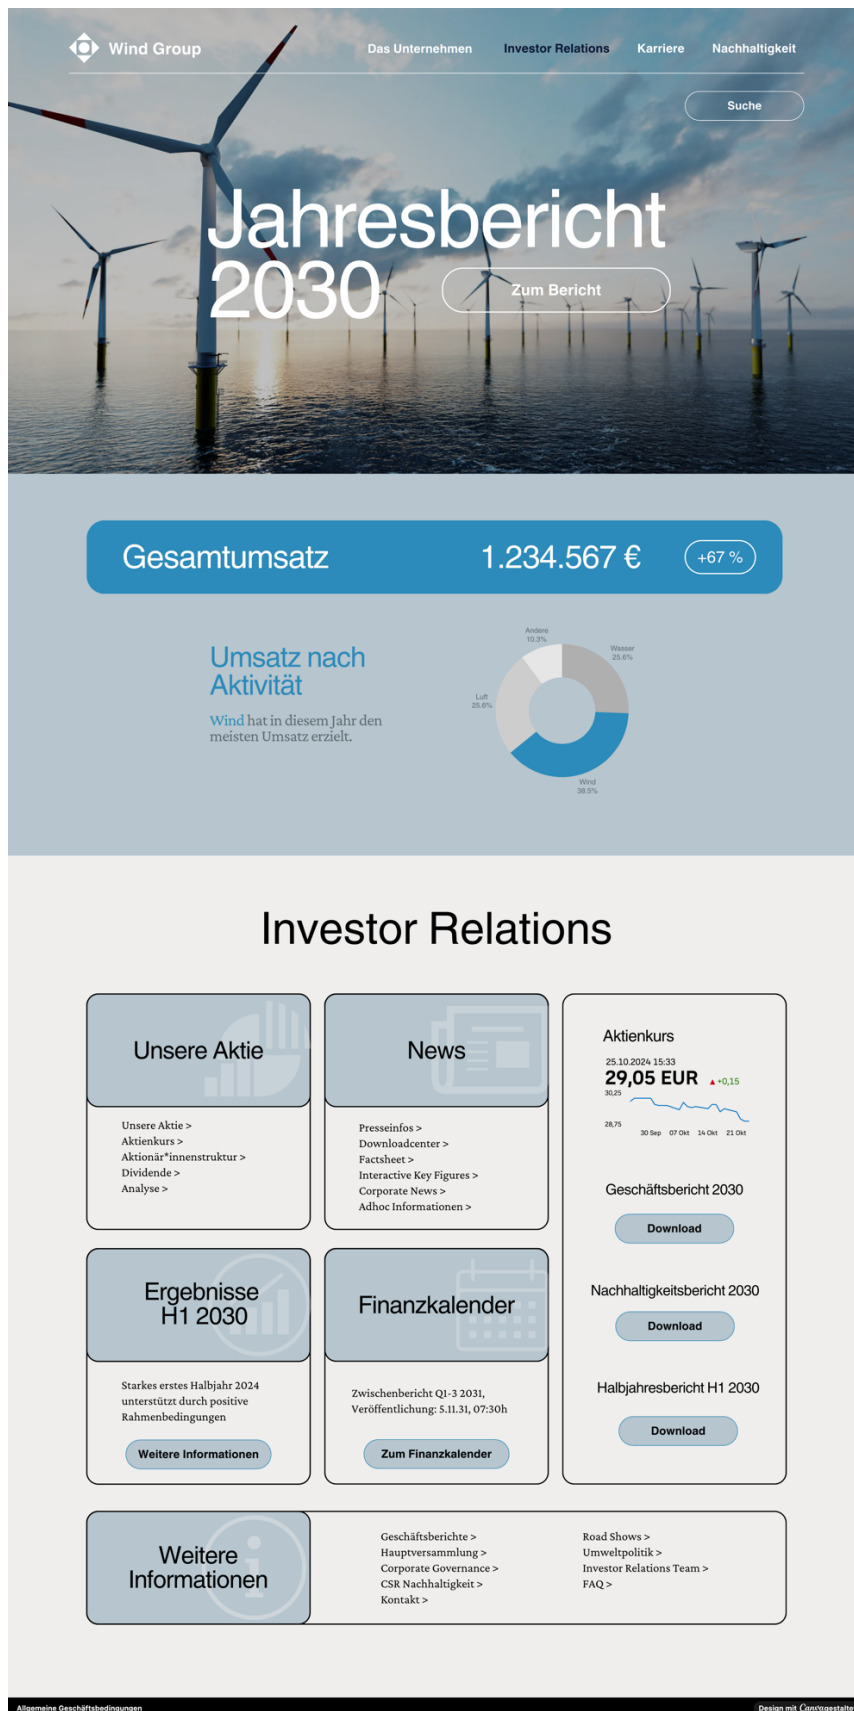 Wind Group
Das Unternehmen
Investor Relations
Karriere
Nachhaltigkeit
Suche
Jahresbericht
2030
Zum Bericht
Gesamtumsatz
1.234.567 €
+67 %
Umsatz nach
Aktivität
Wind hat in diesem Jahr den
meisten Umsatz erzielt.
Andere
10.3%
Wasser
25.6%
Luft
25.6%
Wind
38.5%
Investor Relations
Unsere Aktie
Unsere Aktie >
Aktienkurs >
Aktionär*innenstruktur >
Dividende >
Analyse >
News
Presseinfos >
Downloadcenter >
Factsheet >
Interactive Key Figures >
Corporate News >
Adhoc Informationen >
Aktienkurs
25.10.2024 15:33
29,05 EUR ▲ +0,15
30,25
28,75
30 Sep 07 Okt 14 Okt 21 Okt
Geschäftsbericht 2030
Download
Nachhaltigkeitsbericht 2030
Download
Halbjahresbericht H1 2030
Download
Ergebnisse
H1 2030
Starkes erstes Halbjahr 2024
unterstützt durch positive
Rahmenbedingungen
Weitere Informationen
Finanzkalender
Zwischenbericht Q1-3 2031,
Veröffentlichung: 5.11.31, 07:30h
Zum Finanzkalender
Weitere
Informationen
Geschäftsberichte >
Hauptversammlung >
Corporate Governance >
CSR Nachhaltigkeit >
Kontakt >
Road Shows >
Umweltpolitik >
Investor Relations Team >
FAQ >
Allgemeine Geschäftsbedingungen
Design mit Canva gestalte